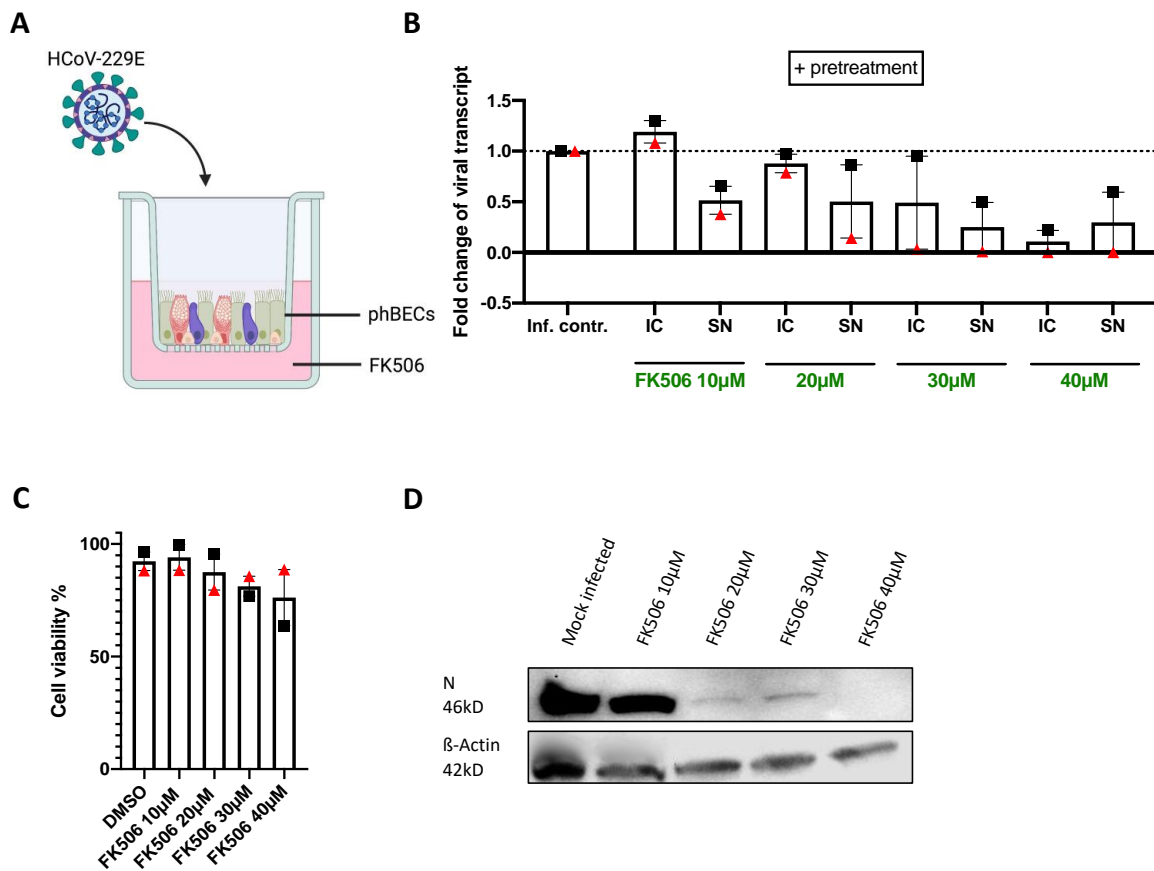 A
HCoV-229E
phBECs
FK506
B
+ pretreatment
Fold change of viral transcript
1.5
1.0
0.5
0.0
-0.5
Inf. contr. IC SN IC SN IC SN IC SN
FK506 10µM 20µM 30µM 40µM
C
Cell viability %
100
50
0
DMSO
FK506 10µM
FK506 20µM
FK506 30µM
FK506 40µM
D
Mock infected
FK506 10µM
FK506 20µM
FK506 30µM
FK506 40µM
N
46kD
ß-Actin
42kD